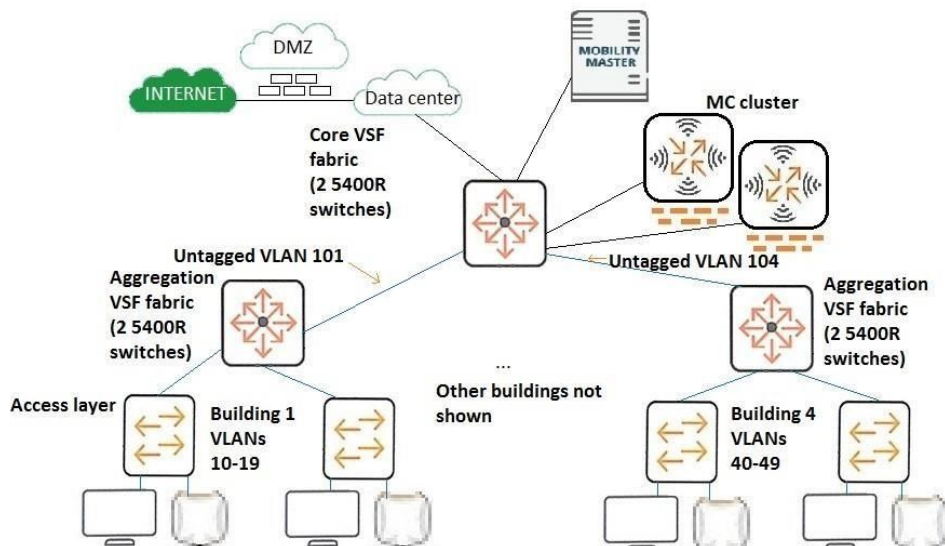 DMZ
INTERNET
Data center
MOBILITY
MASTER
MC cluster
Core VSF
fabric
(2 5400R
switches)
Untagged VLAN 101
Untagged VLAN 104
Aggregation
VSF fabric
(2 5400R
switches)
Aggregation
VSF fabric
(2 5400R
switches)
...
Other buildings not
shown
Access layer
Building 1
VLANs
10-19
Building 4
VLANs
40-49